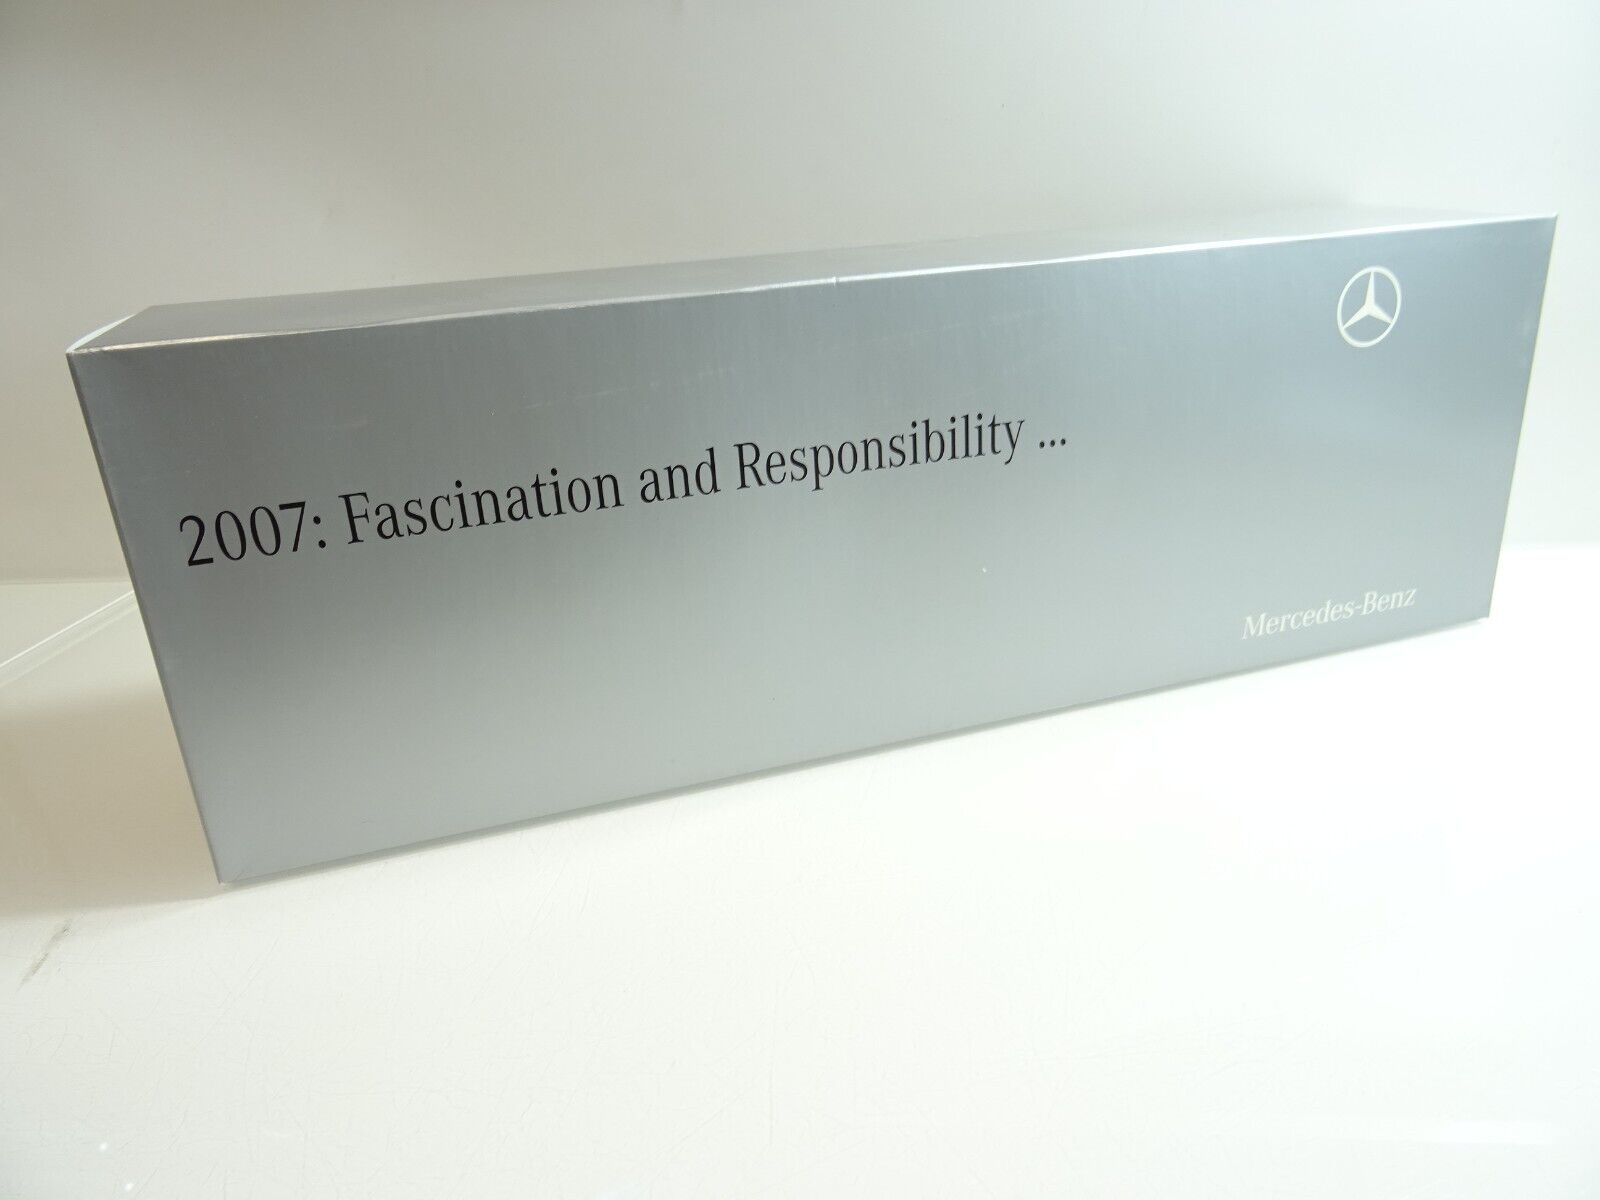 2007: Fascination and Responsibility ...
Mercedes-Benz